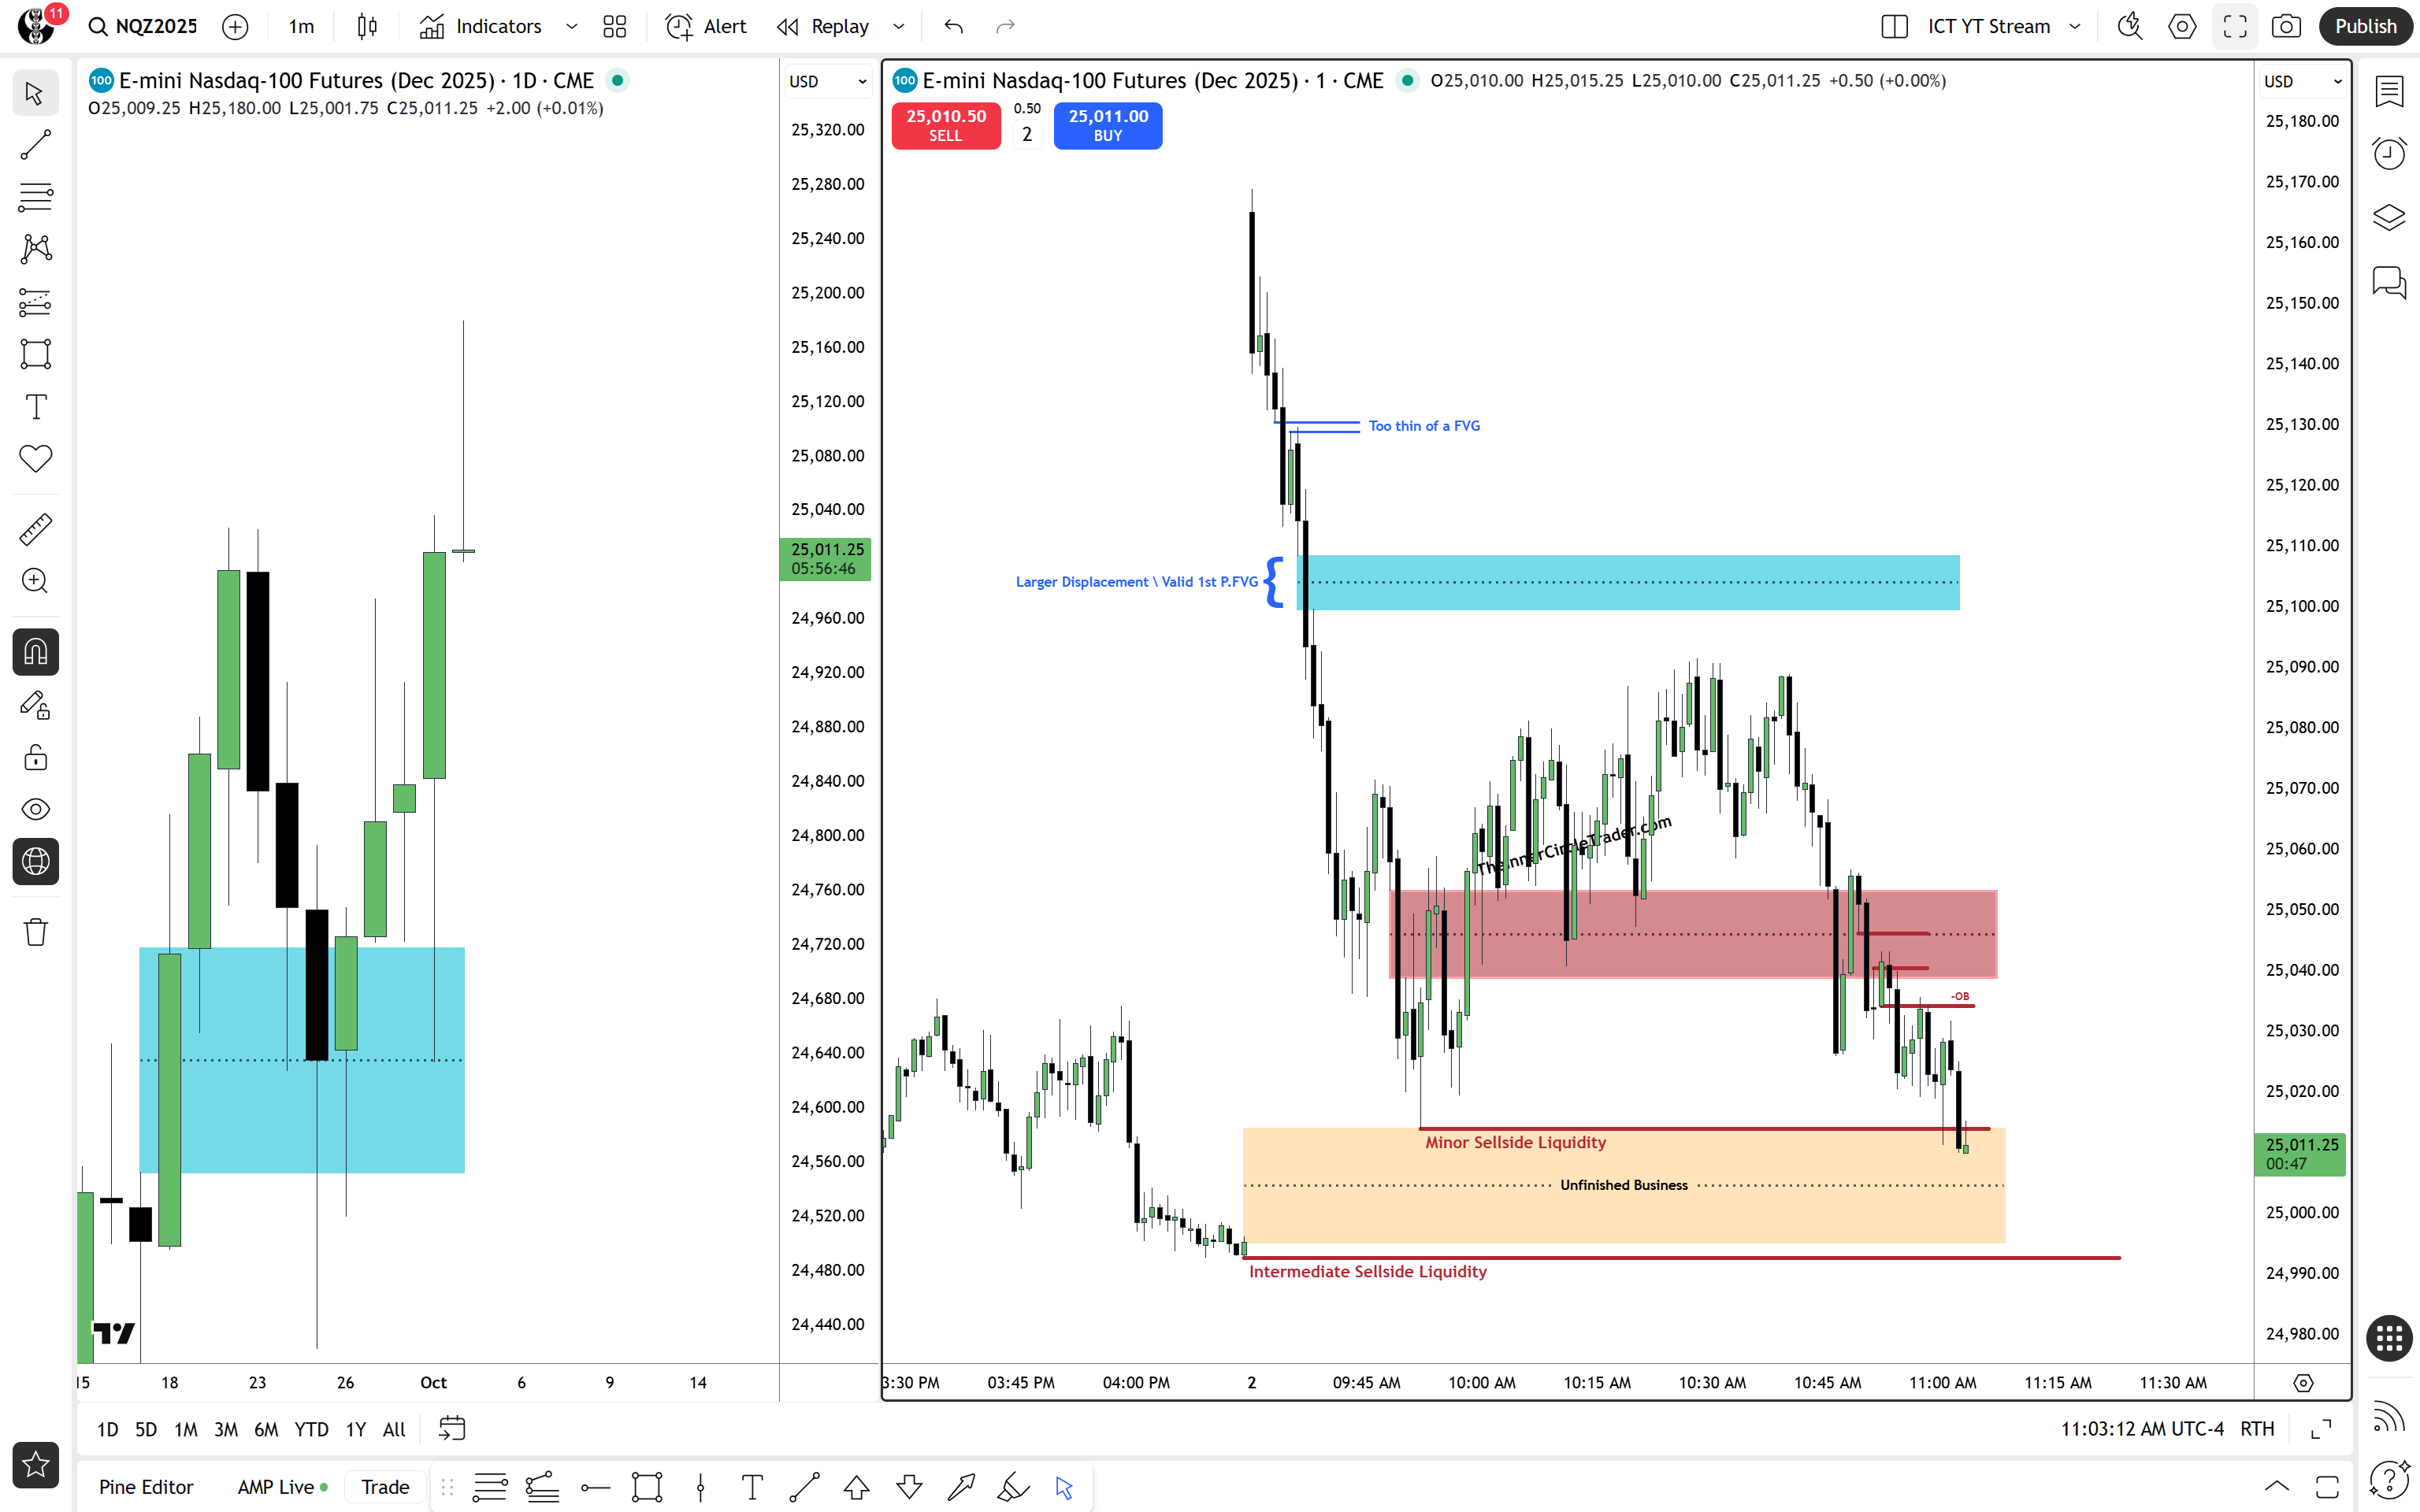 11
NQZ2025
1m
Indicators
Alert
Replay
ICT YT Stream
Publish
100 E-mini Nasdaq-100 Futures (Dec 2025) · 1D · CME
O25,009.25 H25,180.00 L25,001.75 C25,011.25 +2.00 (+0.01%)
USD
25,320.00
25,280.00
25,240.00
25,200.00
25,160.00
25,120.00
25,080.00
25,040.00
25,011.25
05:56:46
24,960.00
24,920.00
24,880.00
24,840.00
24,800.00
24,760.00
24,720.00
24,680.00
24,640.00
24,600.00
24,560.00
24,520.00
24,480.00
24,440.00
15 18 23 26 Oct 6 9 14
100 E-mini Nasdaq-100 Futures (Dec 2025) · 1 · CME O25,010.00 H25,015.25 L25,010.00 C25,011.25 +0.50 (+0.00%)
25,010.50
SELL
0.50
2
25,011.00
BUY
USD
Too thin of a FVG
Larger Displacement \ Valid 1st P.FVG
{
TheInnerCircleTrader.com
-OB
Minor Sellside Liquidity
Unfinished Business
Intermediate Sellside Liquidity
25,180.00
25,170.00
25,160.00
25,150.00
25,140.00
25,130.00
25,120.00
25,110.00
25,100.00
25,090.00
25,080.00
25,070.00
25,060.00
25,050.00
25,040.00
25,030.00
25,020.00
25,011.25
00:47
25,000.00
24,990.00
24,980.00
3:30 PM 03:45 PM 04:00 PM 2 09:45 AM 10:00 AM 10:15 AM 10:30 AM 10:45 AM 11:00 AM 11:15 AM 11:30 AM
1D 5D 1M 3M 6M YTD 1Y All
11:03:12 AM UTC-4 RTH
Pine Editor
AMP Live
Trade